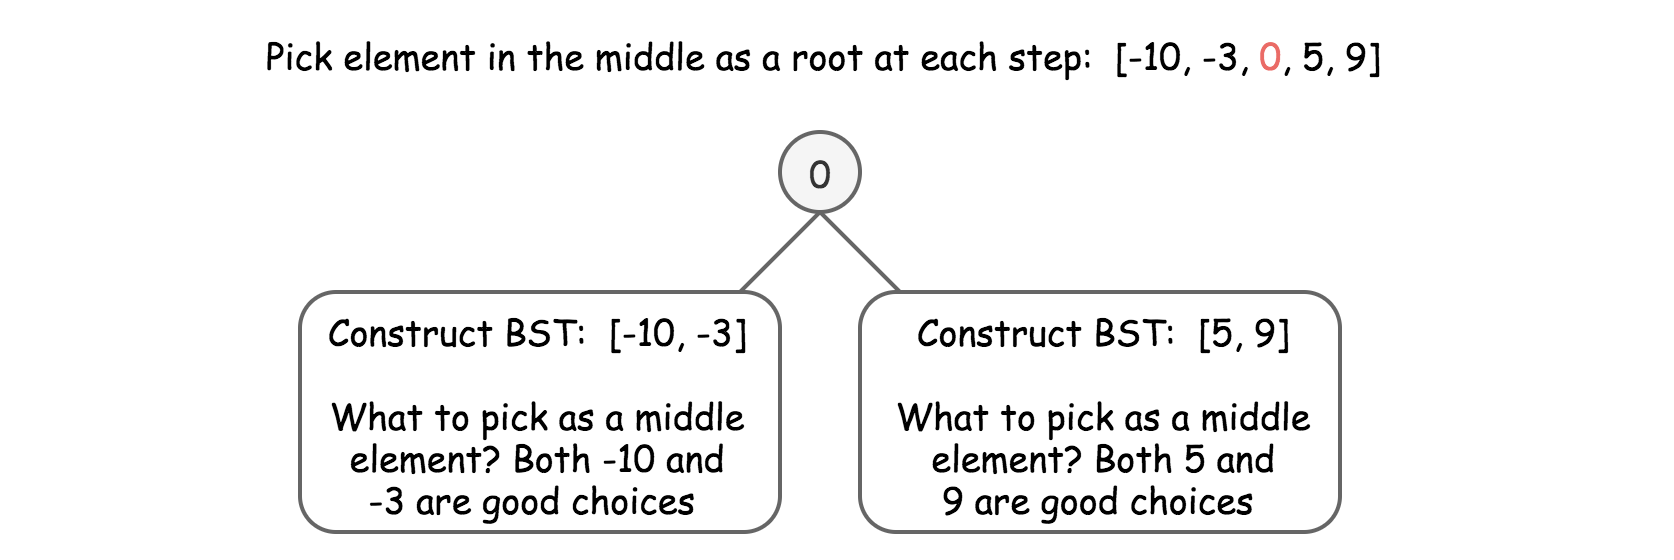 Pick element in the middle as a root at each step: [-10, -3, 0, 5, 9]
0
Construct BST: [-10, -3]
What to pick as a middle
element? Both -10 and
-3 are good choices
Construct BST: [5, 9]
What to pick as a middle
element? Both 5 and
9 are good choices